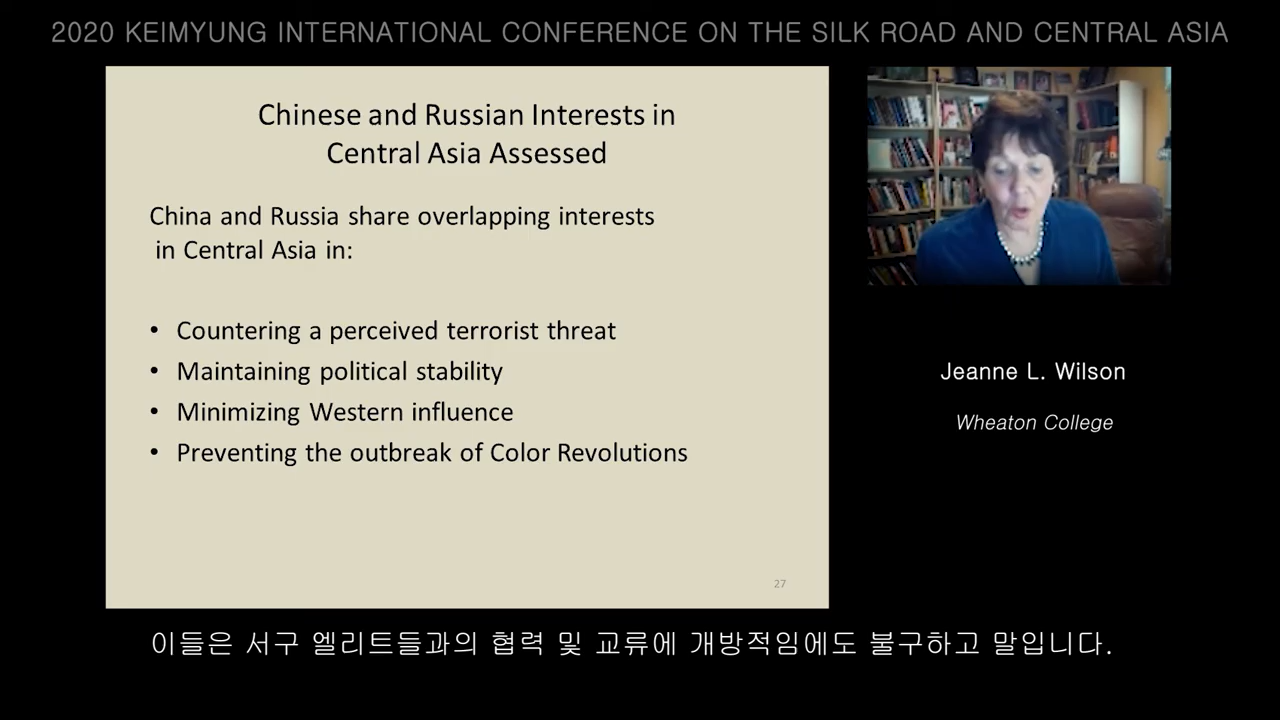 2020 KEIMYUNG INTERNATIONAL CONFERENCE ON THE SILK ROAD AND CENTRAL ASIA
Chinese and Russian Interests in
Central Asia Assessed
China and Russia share overlapping interests
in Central Asia in:
• Countering a perceived terrorist threat
• Maintaining political stability
• Minimizing Western influence
• Preventing the outbreak of Color Revolutions
27
Jeanne L. Wilson
Wheaton College
이들은 서구 엘리트들과의 협력 및 교류에 개방적임에도 불구하고 말입니다.